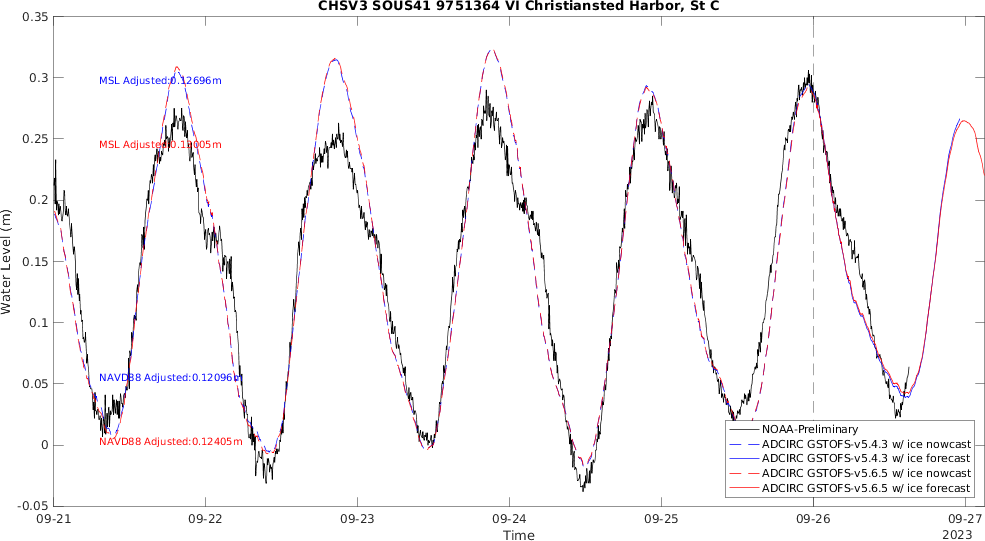 CHSV3 SOUS41 9751364 VI Christiansted Harbor, St C
0.35
0.3
0.25
0.2
0.15
0.1
0.05
0
-0.05
Water Level (m)
MSL Adjusted:0.12696m
MSL Adjusted:0.13005m
NAVD88 Adjusted:0.12096m
NAVD88 Adjusted:0.12405m
NOAA-Preliminary
ADCIRC GSTOFS-v5.4.3 w/ ice nowcast
ADCIRC GSTOFS-v5.4.3 w/ ice forecast
ADCIRC GSTOFS-v5.6.5 w/ ice nowcast
ADCIRC GSTOFS-v5.6.5 w/ ice forecast
09-21 09-22 09-23 09-24 09-25 09-26 09-27
Time 2023